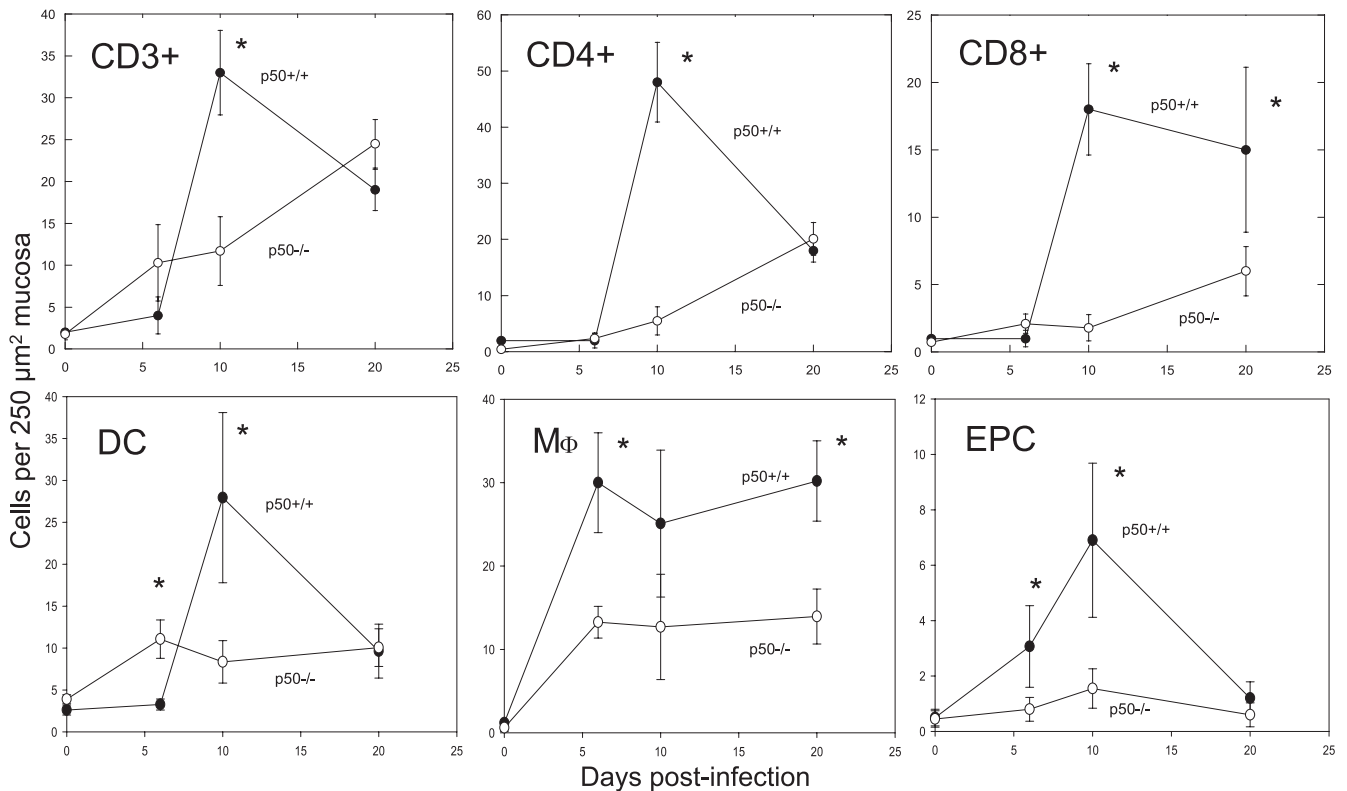 Cells per 250 µm² mucosa
40
35
30
25
20
15
10
5
0
CD3+
*
p50+/+
p50-/-
0 5 10 15 20 25
60
50
40
30
20
10
0
CD4+
*
p50+/+
p50-/-
0 5 10 15 20 25
25
20
15
10
5
0
CD8+
*
*
p50+/+
p50-/-
0 5 10 15 20 25
40
35
30
25
20
15
10
5
0
DC
*
p50+/+
*
p50-/-
0 5 10 15 20 25
40
30
20
10
0
MΦ
*
*
p50+/+
p50-/-
0 5 10 15 20 25
12
10
8
6
4
2
0
EPC
*
p50+/+
*
p50-/-
0 5 10 15 20 25
Days post-infection